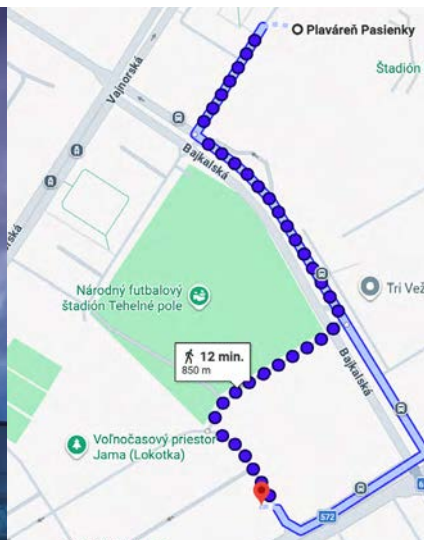 Plaváreň Pasienky
Štadión
Vajnorská
Bajkalská
Národný futbalový
štadión Tehelné pole
Tri Vež
12 min.
850 m
Bajkalská
Voľnočasový priestor
Jama (Lokotka)
572